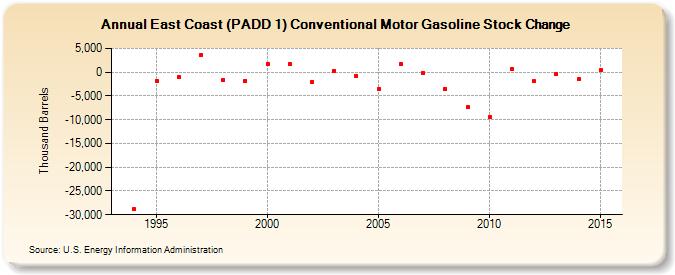 Annual East Coast (PADD 1) Conventional Motor Gasoline Stock Change
Thousand Barrels
5,000
0
-5,000
-10,000
-15,000
-20,000
-25,000
-30,000
1995 2000 2005 2010 2015
Source: U.S. Energy Information Administration